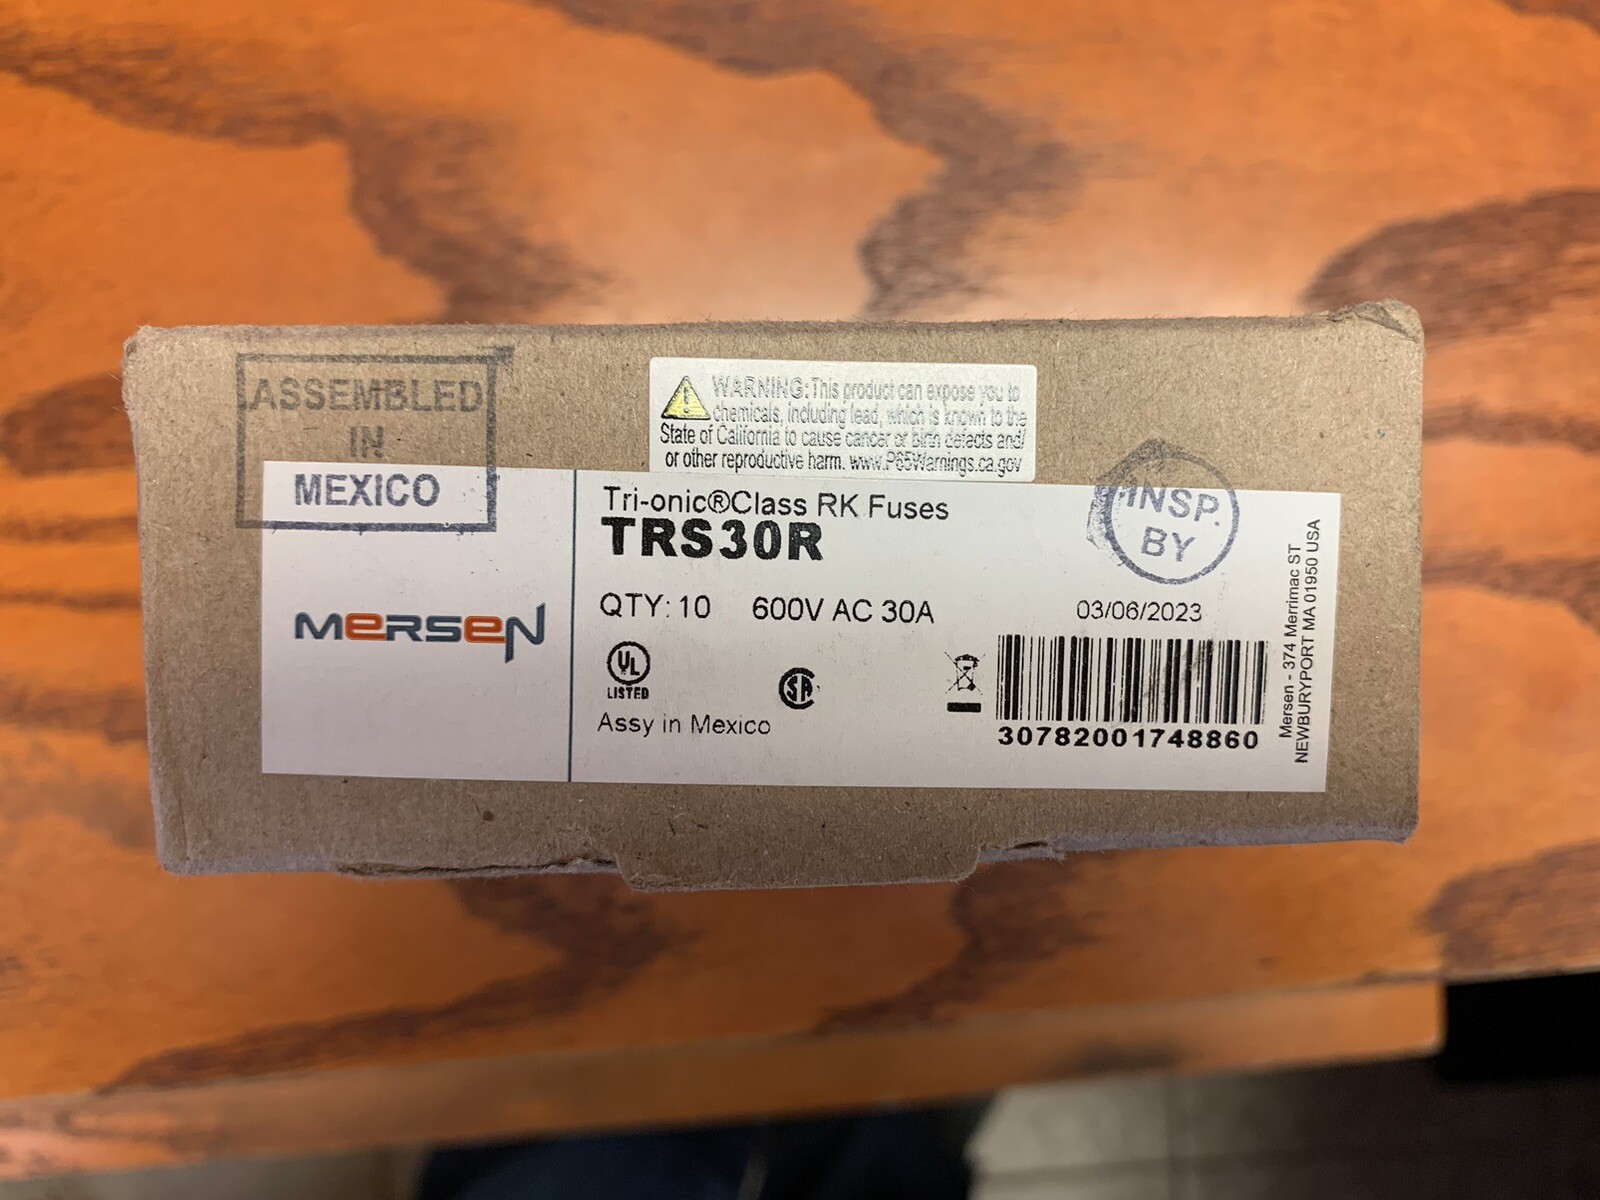 ASSEMBLED
IN
MEXICO
WARNING: This product can expose you to
chemicals, including lead, which is known to the
State of California to cause cancer or birth defects and/
or other reproductive harm. www.P65Warnings.ca.gov
Tri-onic®Class RK Fuses
TRS30R
INSP.
BY
QTY: 10 600V AC 30A
03/06/2023
MERSEN
UL
LISTED
SA
Assy in Mexico
30782001748860
Mersen - 374 Merrimac ST
NEWBURYPORT MA 01950 USA